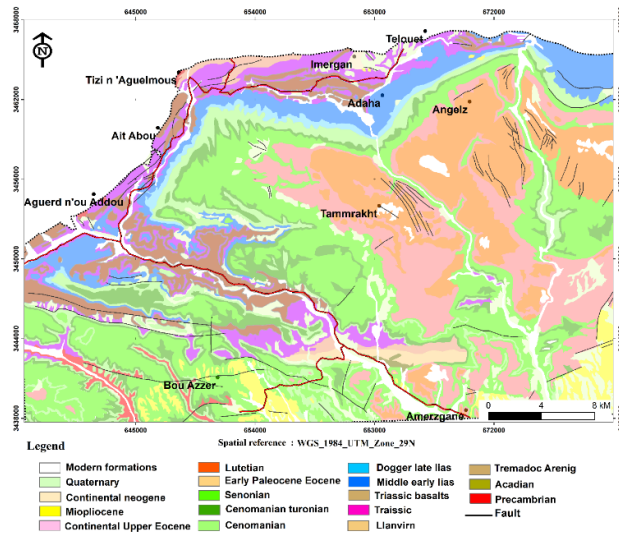 645000 654000 663000 672000
3468000
N
Telouet
Imergan
Tizi n 'Aguelmous
3462000
Adaha
Angelz
Ait Abou
3456000
Aguerd n'ou Addou
Tammrakht
3450000
3444000
Bou Azzer
Amerzgane
0 4 8 kM
3438000
645000 654000 663000 672000
Legend
Spatial reference : WGS_1984_UTM_Zone_29N
Modern formations
Quaternary
Continental neogene
Miopliocene
Continental Upper Eocene
Lutetian
Early Paleocene Eocene
Senonian
Cenomanian turonian
Cenomanian
Dogger late lias
Middle early lias
Triassic basalts
Traissic
Llanvirn
Tremadoc Arenig
Acadian
Precambrian
Fault